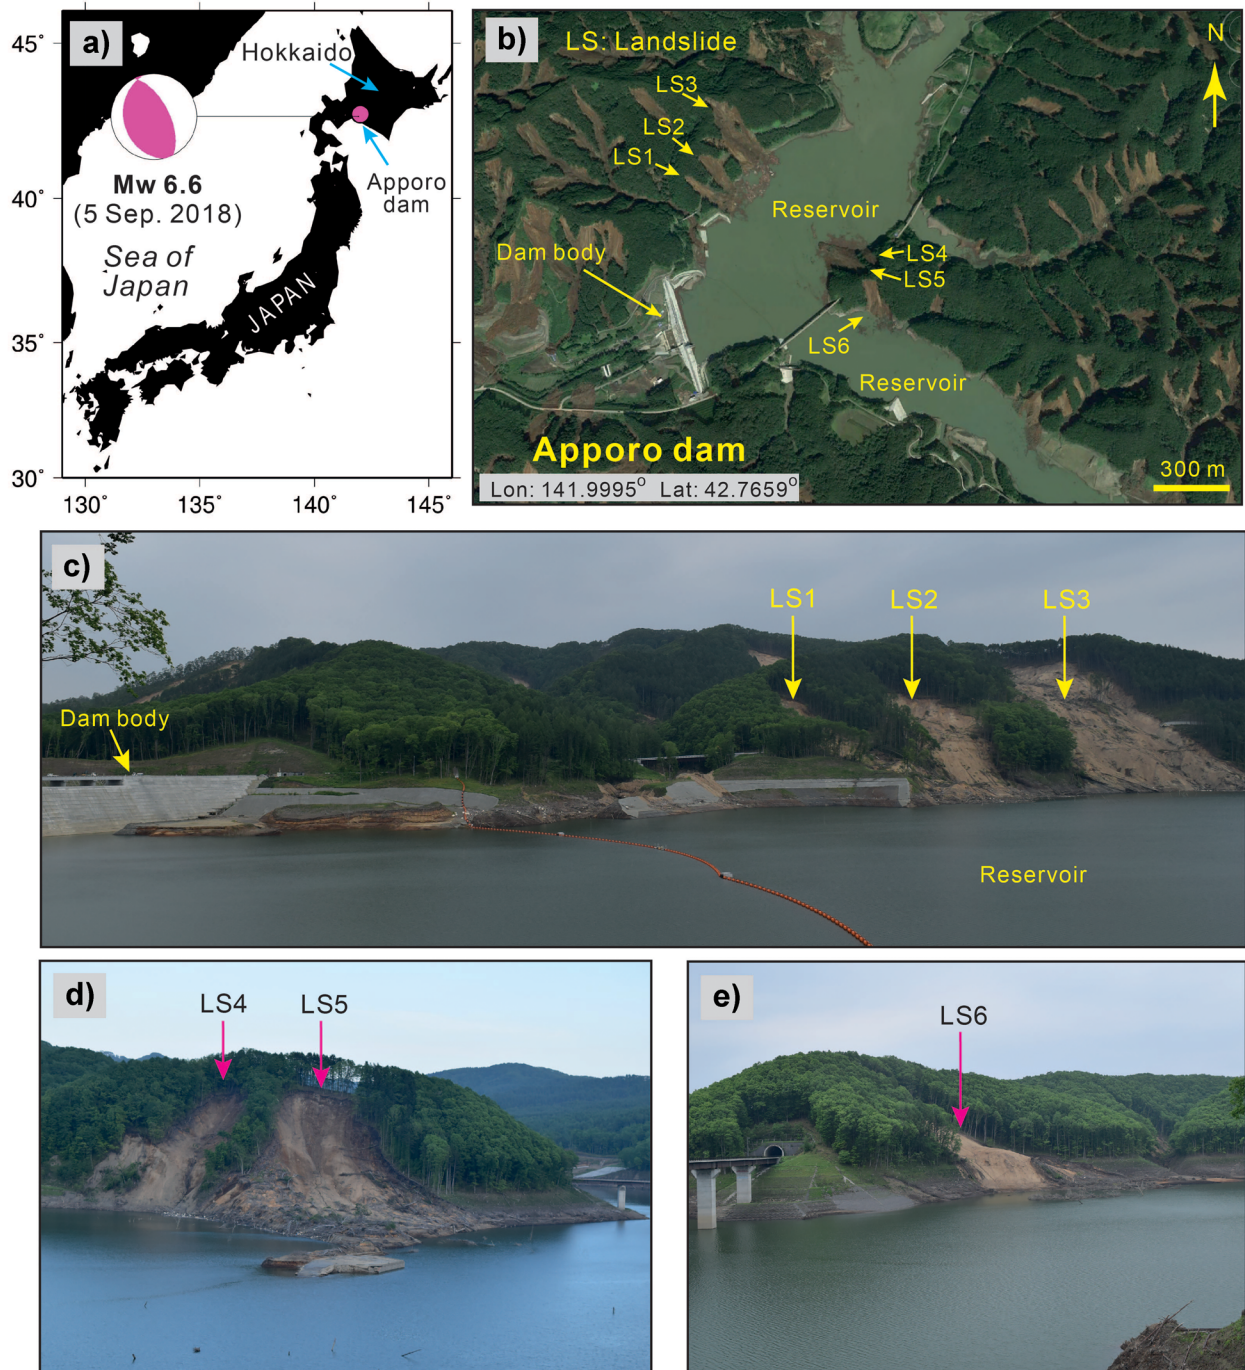 a)
45°
40°
35°
30°
130
135
140
145
Hokkaido
Apporo
dam
Mw 6.6
(5 Sep. 2018)
Sea of
Japan
JAPAN
b)
LS: Landslide
N
LS3
LS2
LS1
Reservoir
Dam body
LS4
LS5
LS6
Reservoir
Apporo dam
300 m
Lon: 141.9995° Lat: 42.7659°
c)
LS1
LS2
LS3
Dam body
Reservoir
d)
LS4
LS5
e)
LS6